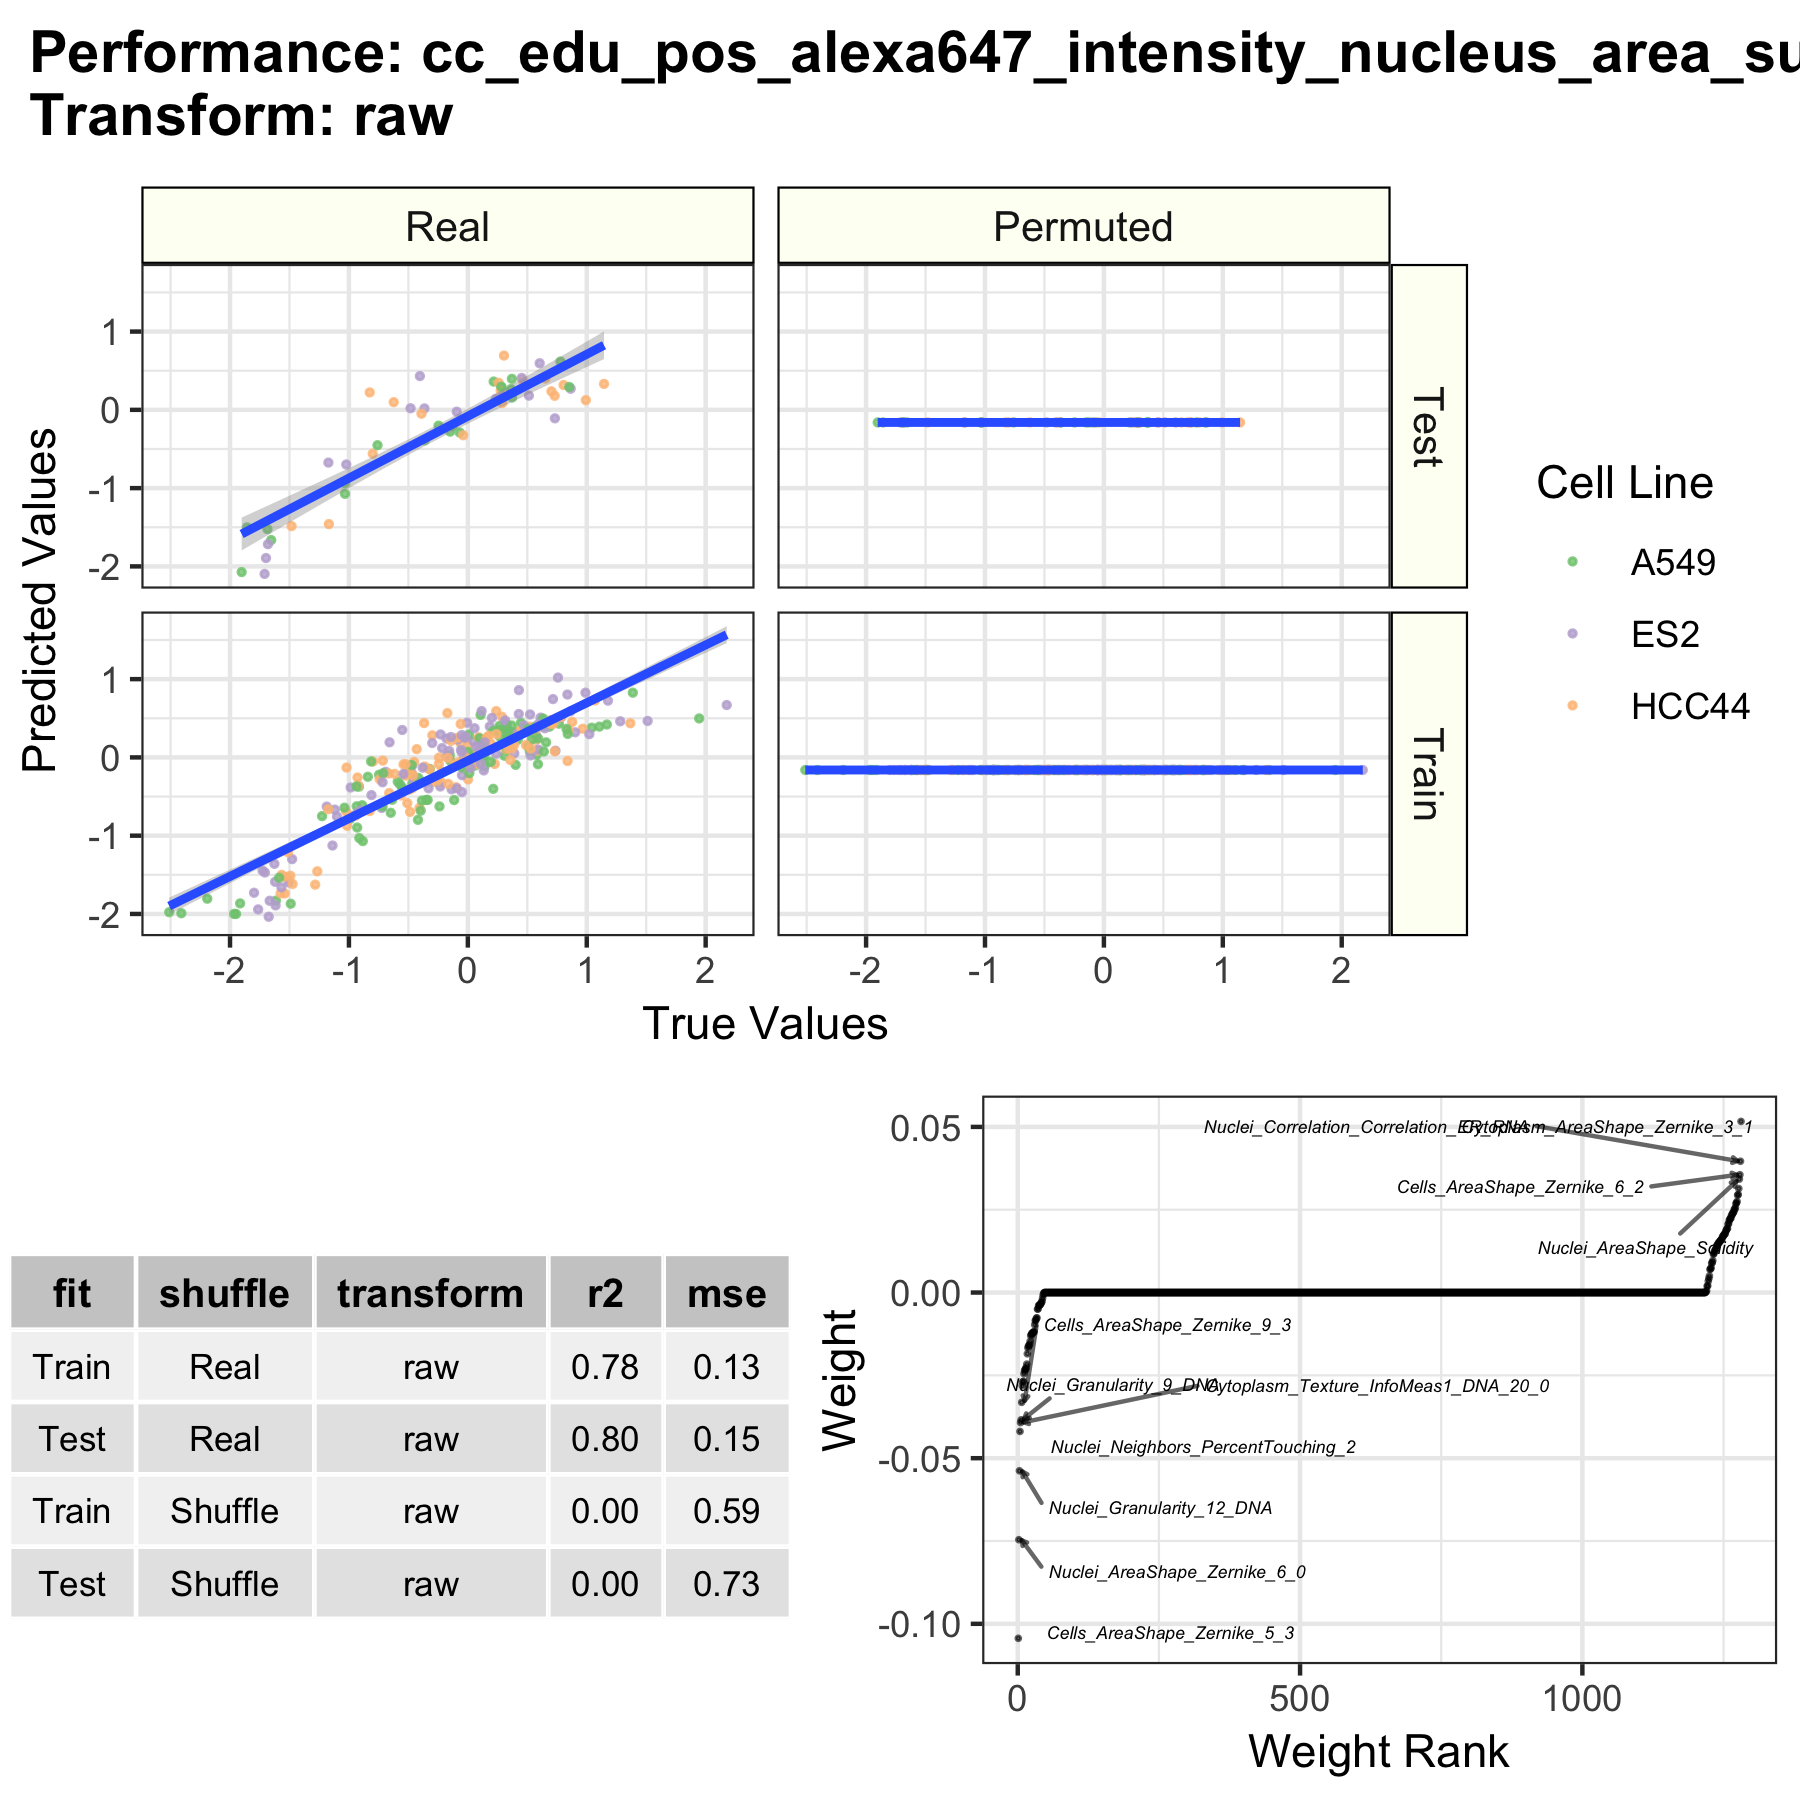 Performance: cc_edu_pos_alexa647_intensity_nucleus_area_su
Transform: raw
Real
Permuted
1
0
-1
-2
Test
1
0
-1
-2
Train
-2 -1 0 1 2
-2 -1 0 1 2
Predicted Values
True Values
Cell Line
A549
ES2
HCC44
fit shuffle transform r2 mse
Train Real raw 0.78 0.13
Test Real raw 0.80 0.15
Train Shuffle raw 0.00 0.59
Test Shuffle raw 0.00 0.73
Weight
0.05
0.00
-0.05
-0.10
Nuclei_Correlation_Correlation_ER_RNA
Cytoplasm_AreaShape_Zernike_3_1
Cells_AreaShape_Zernike_6_2
Nuclei_AreaShape_Solidity
Cells_AreaShape_Zernike_9_3
Nuclei_Granularity_9_DNA
Cytoplasm_Texture_InfoMeas1_DNA_20_0
Nuclei_Neighbors_PercentTouching_2
Nuclei_Granularity_12_DNA
Nuclei_AreaShape_Zernike_6_0
Cells_AreaShape_Zernike_5_3
0 500 1000
Weight Rank